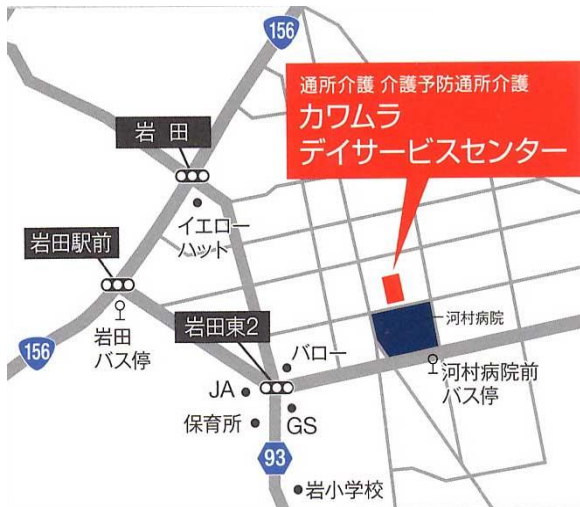 156
通所介護 介護予防通所介護
カワムラ
デイサービスセンター
岩田
イエロー
ハット
岩田駅前
岩田
バス停
156
岩田東2
バロー
河村病院
河村病院前
バス停
JA
保育所
GS
93
岩小学校